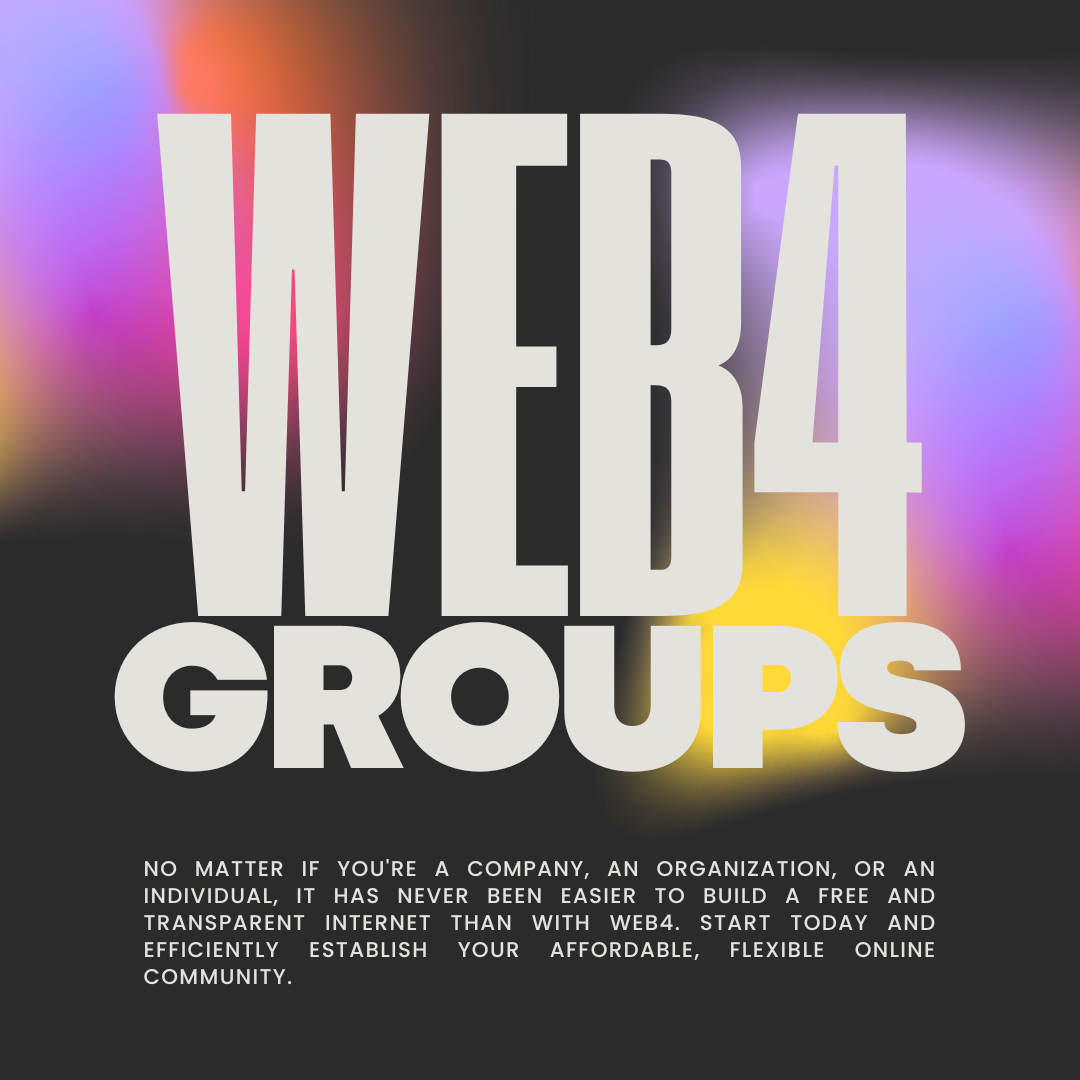 WEB4
GROUPS
NO MATTER IF YOU'RE A COMPANY, AN ORGANIZATION, OR AN
INDIVIDUAL, IT HAS NEVER BEEN EASIER TO BUILD A FREE AND
TRANSPARENT INTERNET THAN WITH WEB4. START TODAY AND
EFFICIENTLY ESTABLISH YOUR AFFORDABLE, FLEXIBLE ONLINE
COMMUNITY.